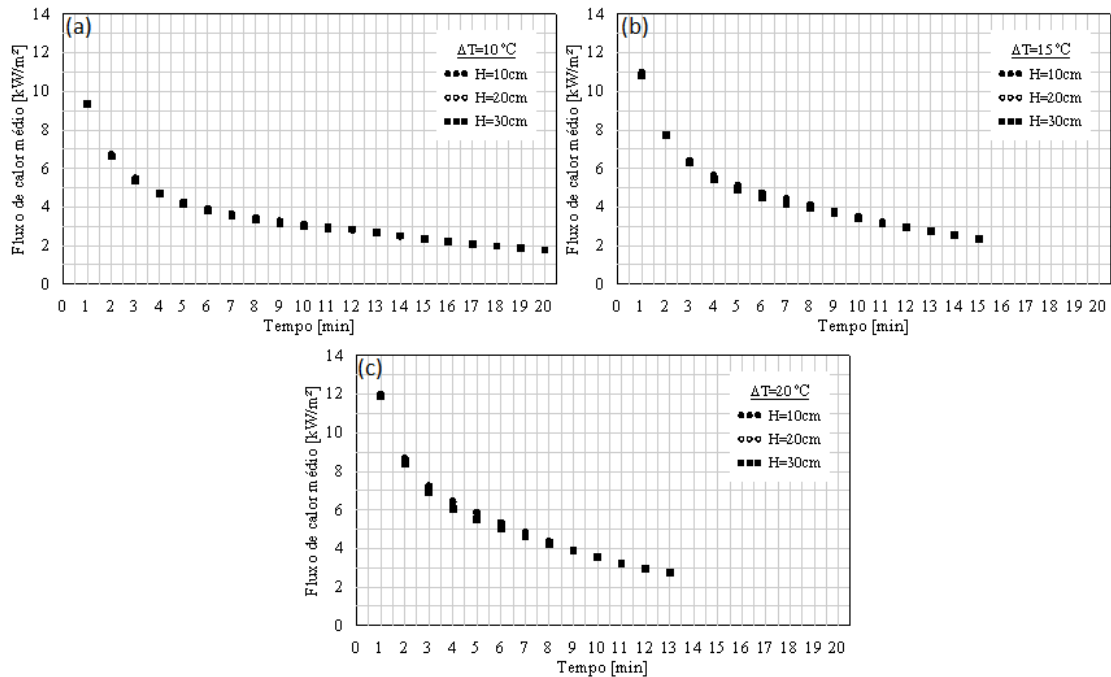 (a)
Fluxo de calor médio [kW/m²]
14
12
10
8
6
4
2
0
ΔT=10 °C
H=10cm
H=20cm
H=30cm
0 1 2 3 4 5 6 7 8 9 10 11 12 13 14 15 16 17 18 19 20
Tempo [min]
(b)
Fluxo de calor médio [kW/m²]
14
12
10
8
6
4
2
0
ΔT=15 °C
H=10cm
H=20cm
H=30cm
0 1 2 3 4 5 6 7 8 9 10 11 12 13 14 15 16 17 18 19 20
Tempo [min]
(c)
Fluxo de calor médio [kW/m²]
14
12
10
8
6
4
2
0
ΔT=20 °C
H=10cm
H=20cm
H=30cm
0 1 2 3 4 5 6 7 8 9 10 11 12 13 14 15 16 17 18 19 20
Tempo [min]